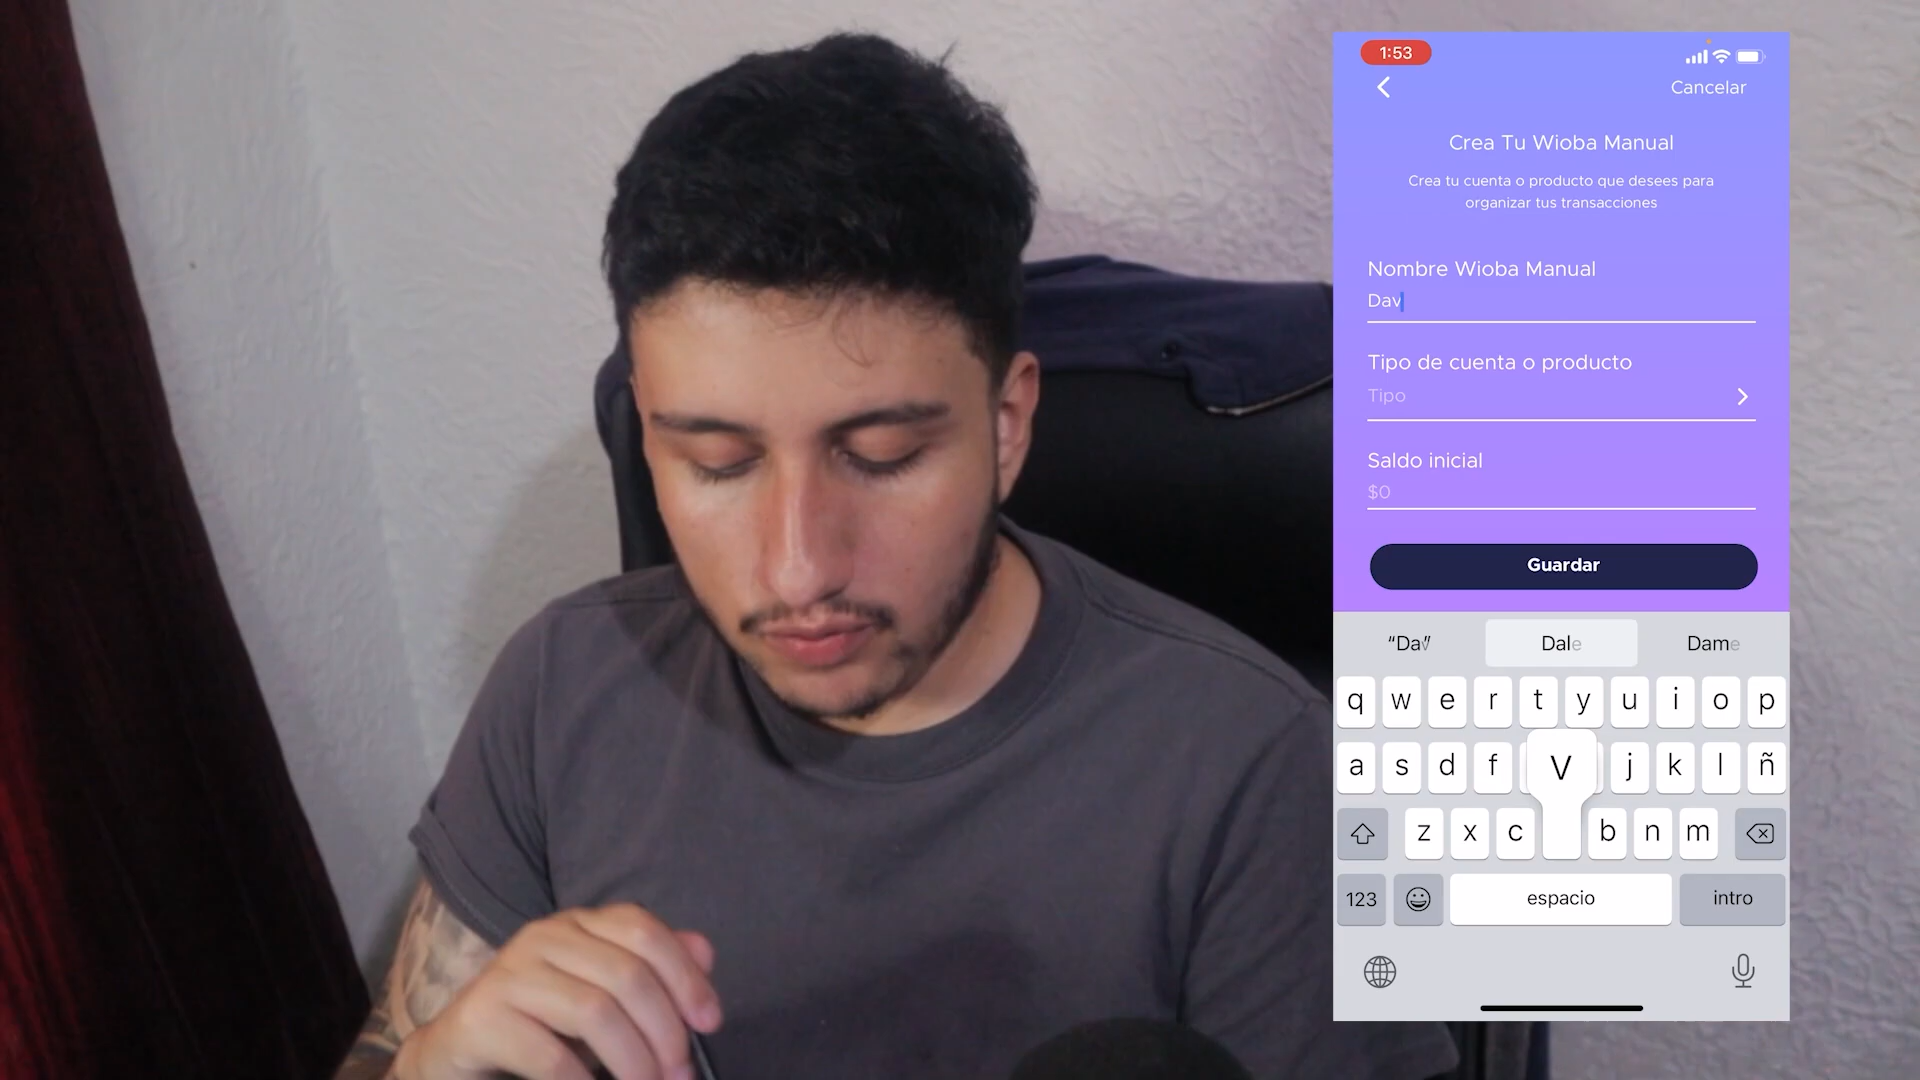 1:53
Cancelar
Crea Tu Wioba Manual
Crea tu cuenta o producto que desees para
organizar tus transacciones
Nombre Wioba Manual
Dav
Tipo de cuenta o producto
Tipo
Saldo inicial
$0
Guardar
“Dav” Dale Dame
q w e r t y u i o p
a s d f V j k l ñ
z x c b n m
123 espacio intro